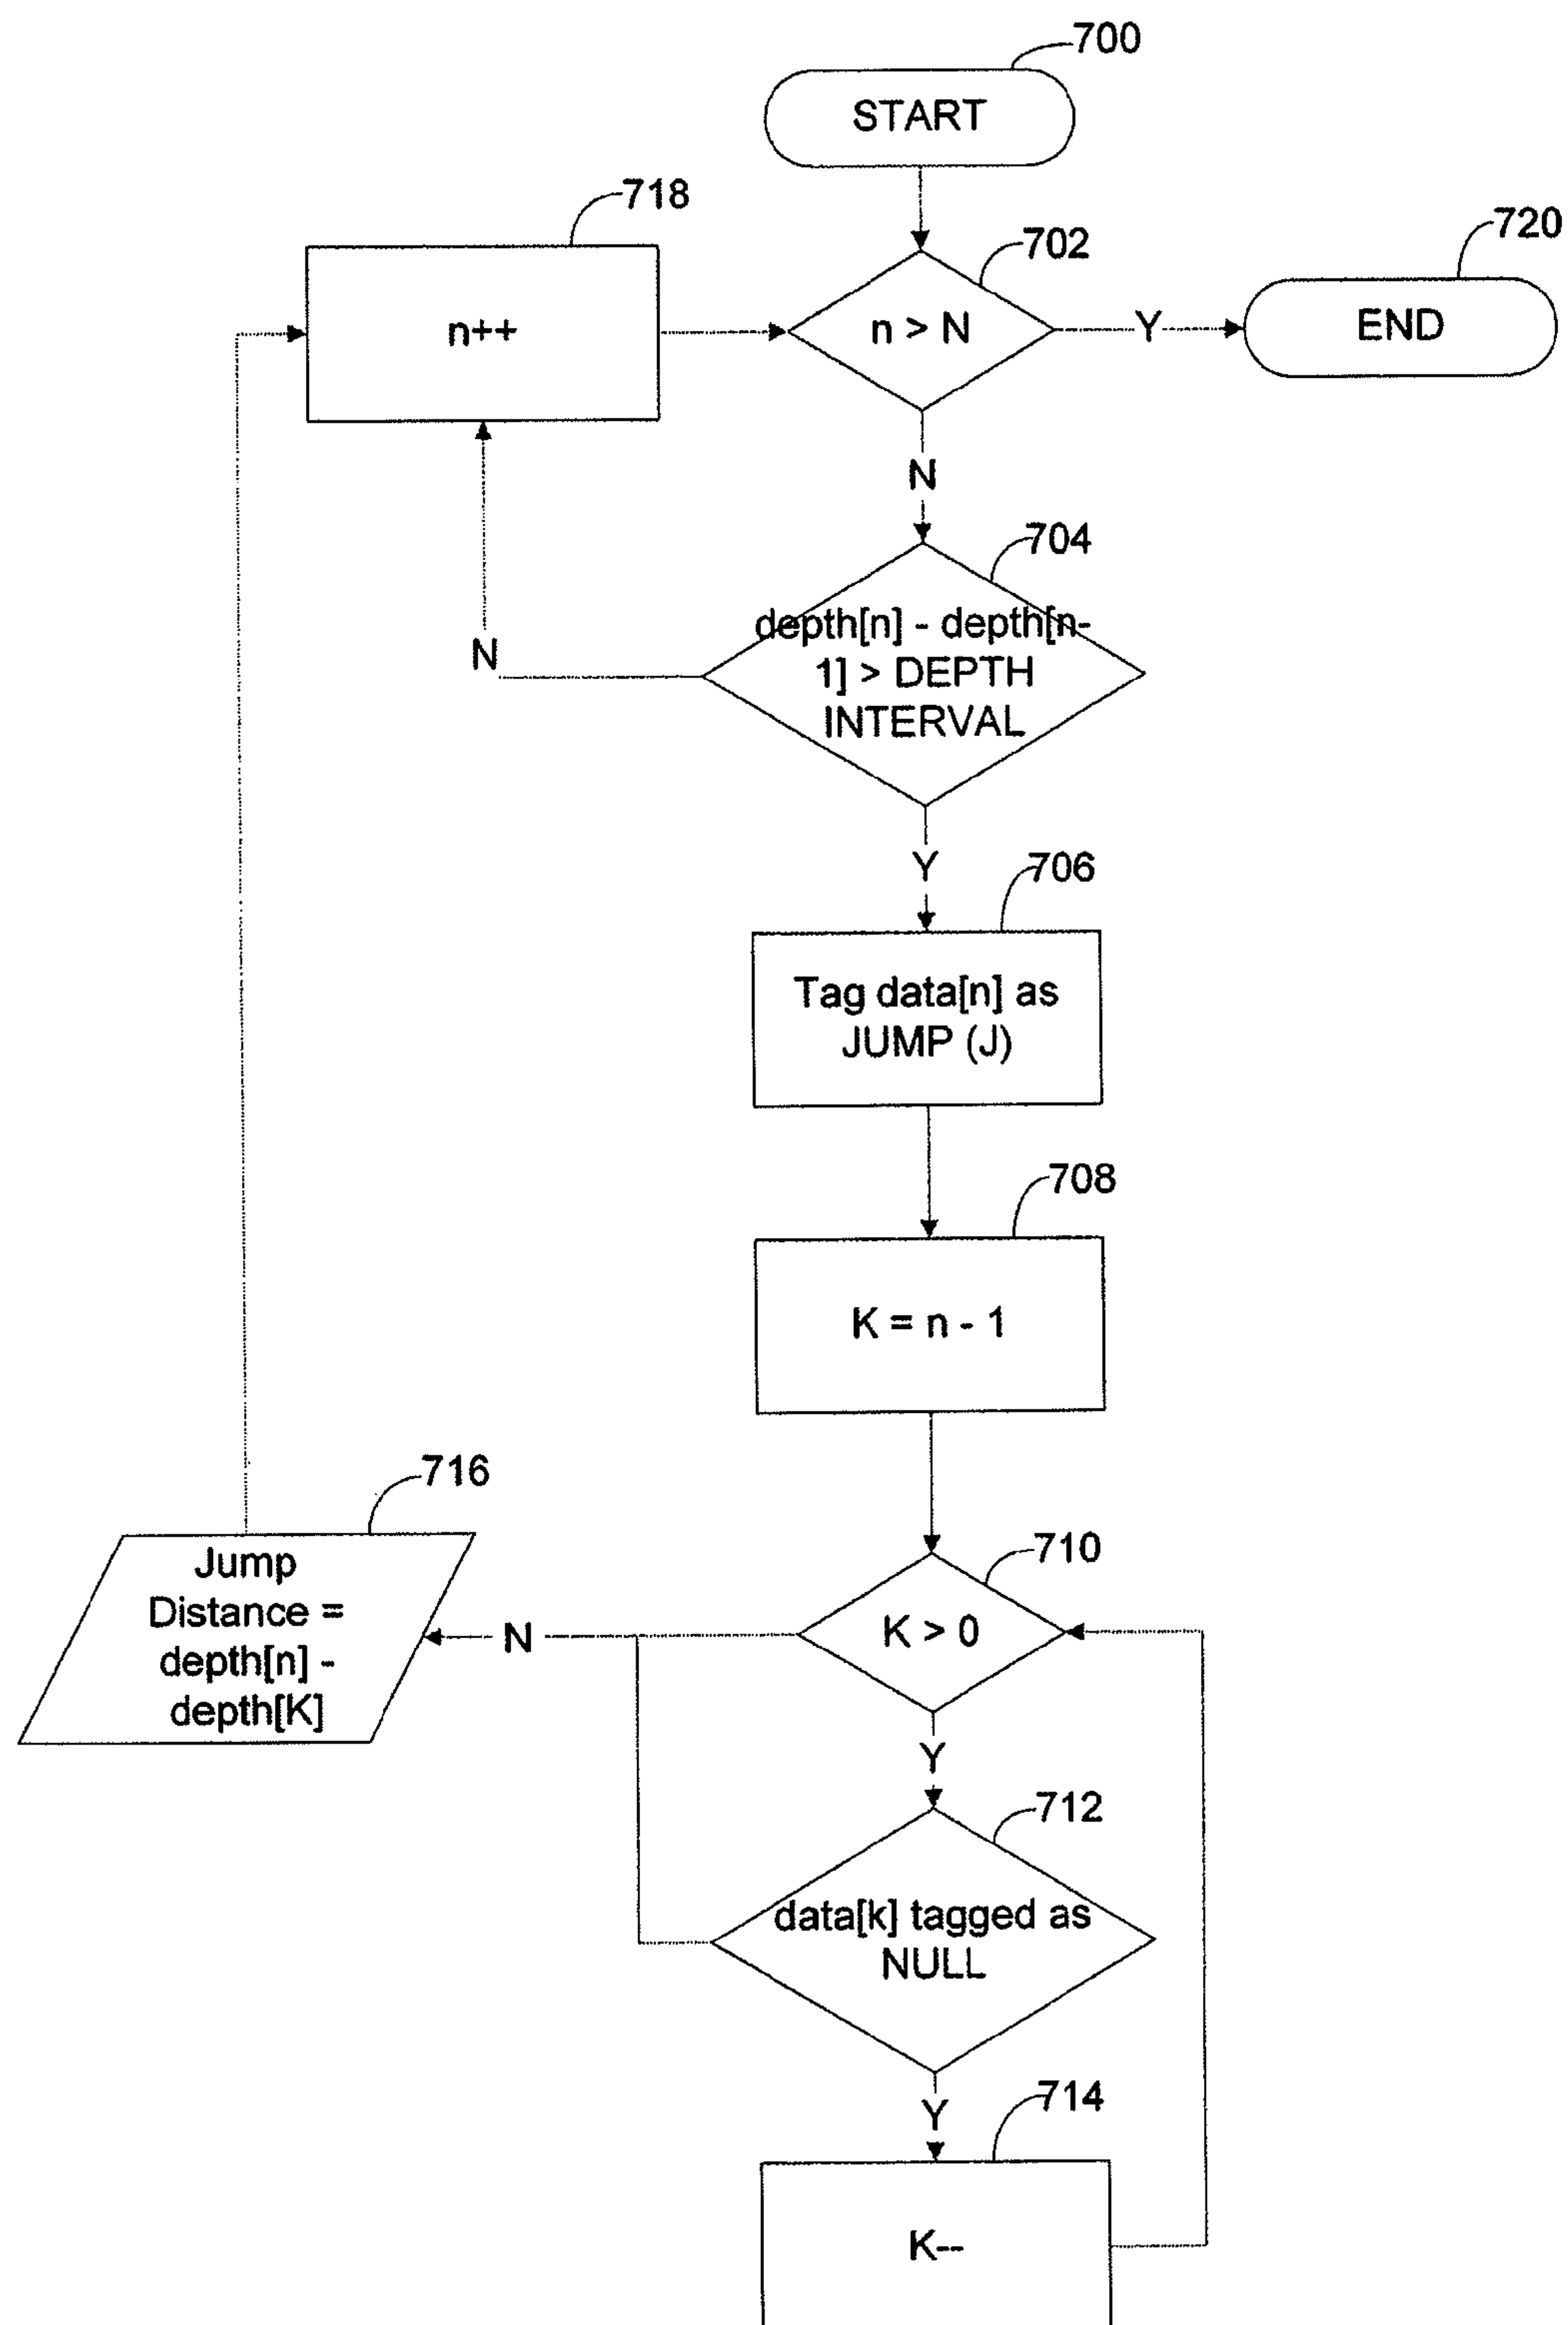 700
START
718
n++
702
n > N
Y
720
END
N
704
depth[n] - depth[n-
1] > DEPTH
INTERVAL
N
Y
706
Tag data[n] as
JUMP (J)
708
K = n - 1
716
Jump
Distance =
depth[n] -
depth[K]
710
K > 0
N
Y
712
data[k] tagged as
NULL
Y
714
K--